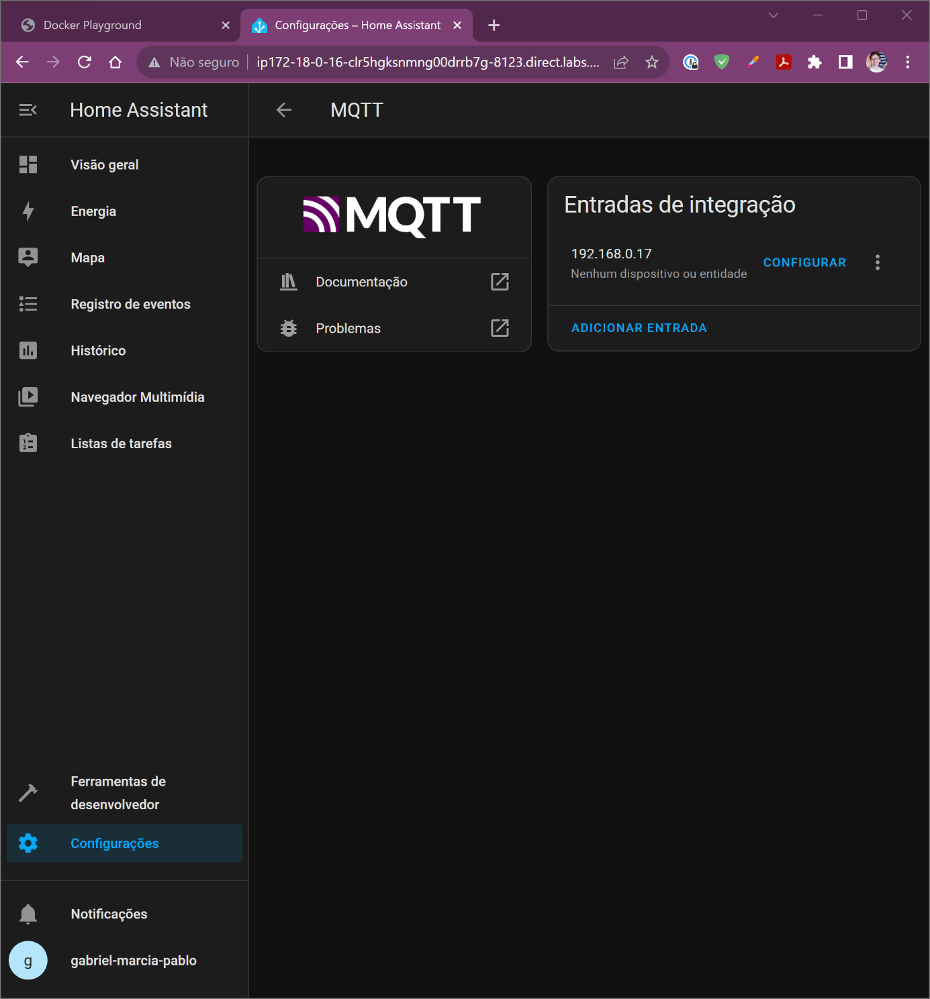 Docker Playground
Configurações – Home Assistant
Não seguro
ip172-18-0-16-clr5hgksnmng00drrb7g-8123.direct.labs....
Home Assistant
MQTT
Visão geral
Energia
Mapa
Registro de eventos
Histórico
Navegador Multimídia
Listas de tarefas
MQTT
Documentação
Problemas
Entradas de integração
192.168.0.17
Nenhum dispositivo ou entidade
CONFIGURAR
ADICIONAR ENTRADA
Ferramentas de
desenvolvedor
Configurações
Notificações
g
gabriel-marcia-pablo